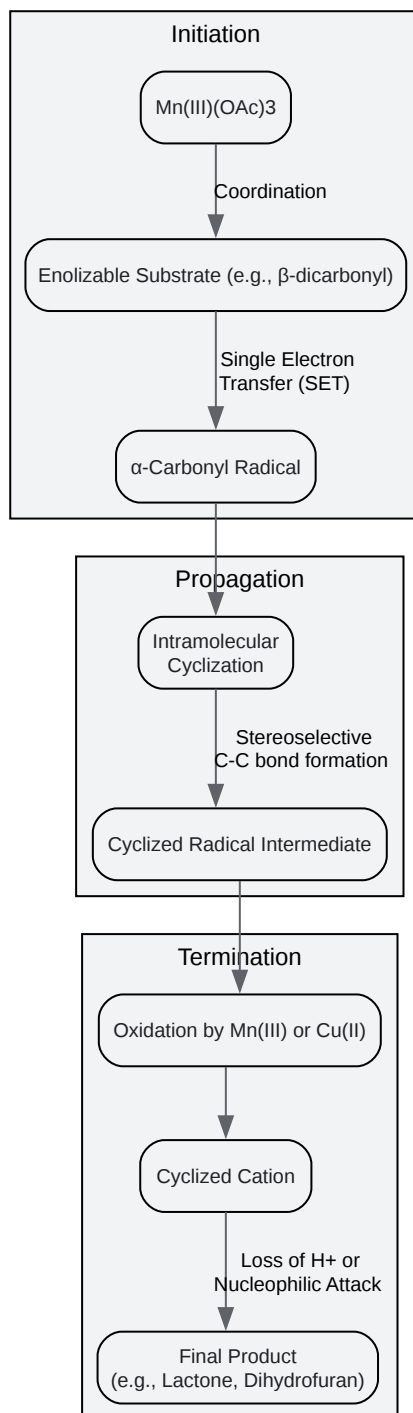 Initiation
Mn(III)(OAc)3
Coordination
Enolizable Substrate (e.g., β-dicarbonyl)
Single Electron
Transfer (SET)
α-Carbonyl Radical
Propagation
Intramolecular
Cyclization
Stereoselective
C-C bond formation
Cyclized Radical Intermediate
Termination
Oxidation by Mn(III) or Cu(II)
Cyclized Cation
Loss of H+ or
Nucleophilic Attack
Final Product
(e.g., Lactone, Dihydrofuran)